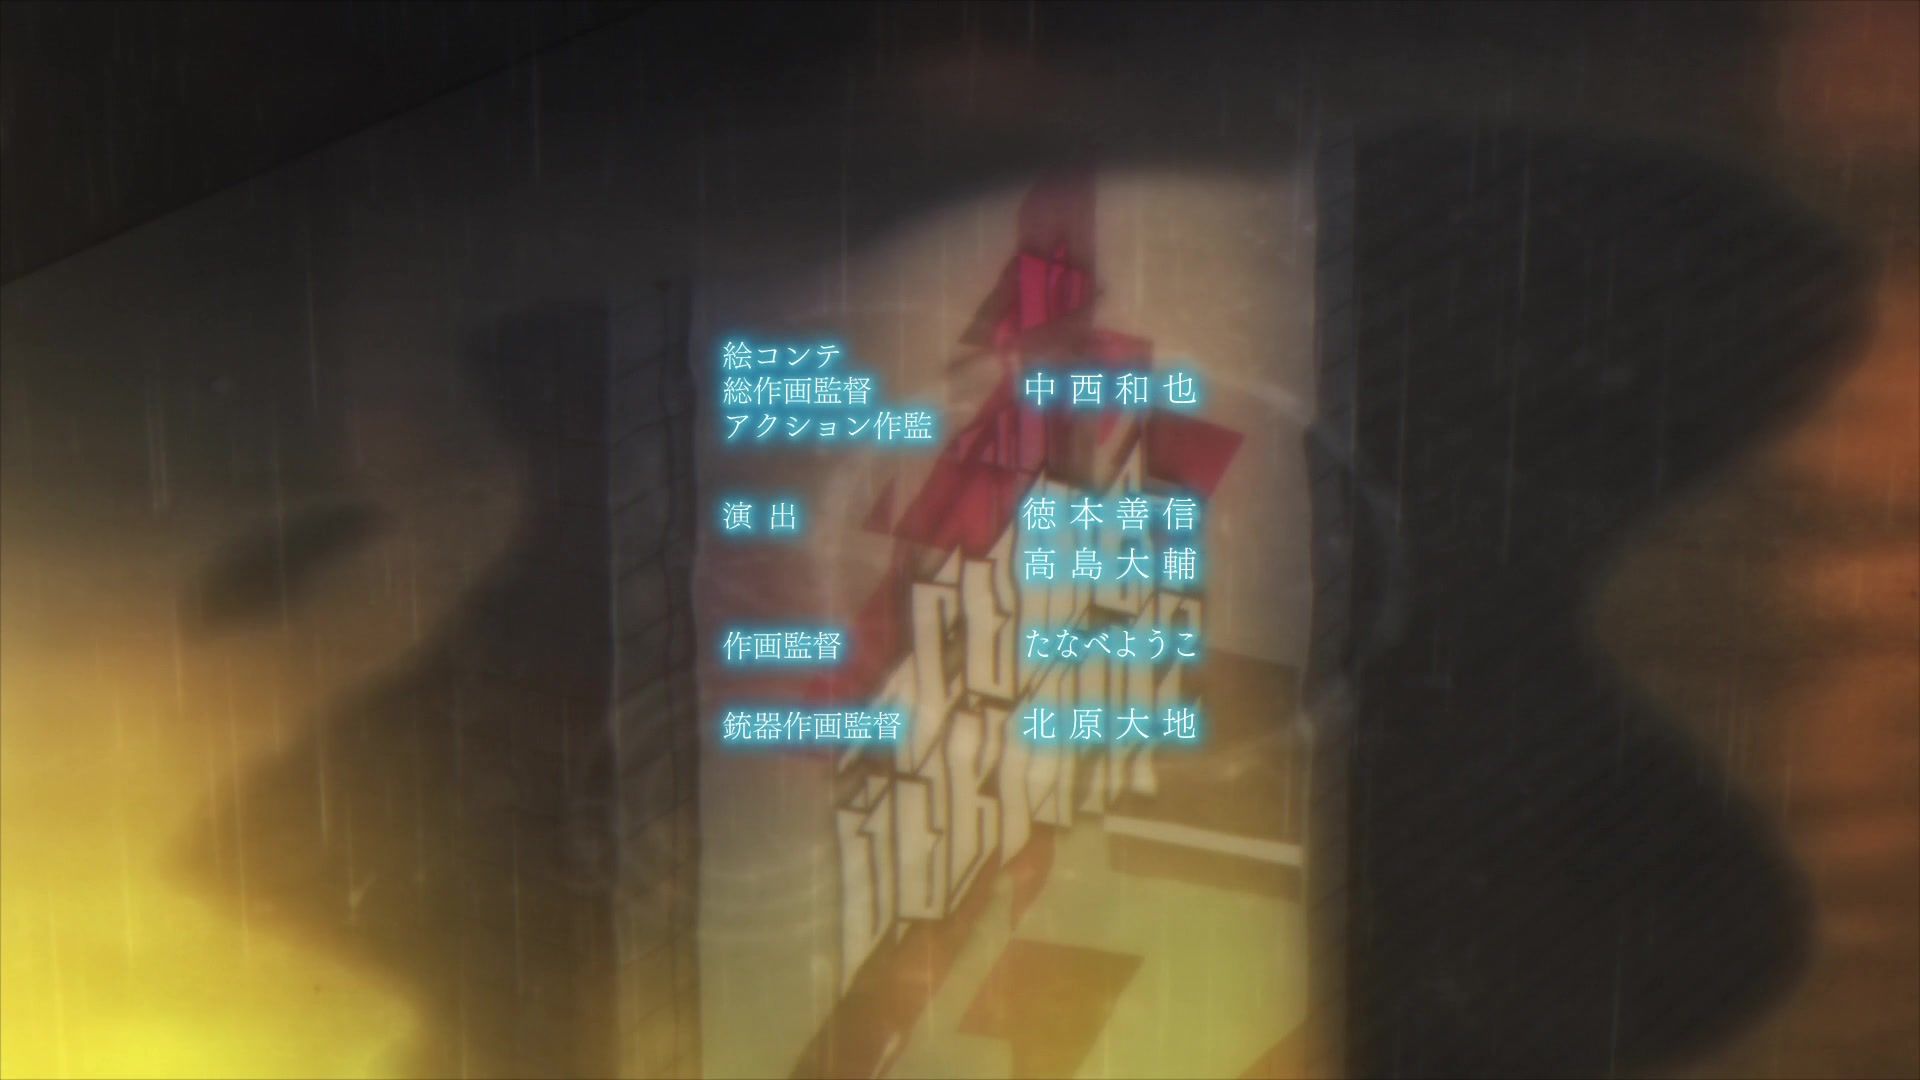 絵コンテ
総作画監督
アクション作監
中西和也
演出
徳本善信
高島大輔
作画監督
たなべようこ
銃器作画監督
北原大地